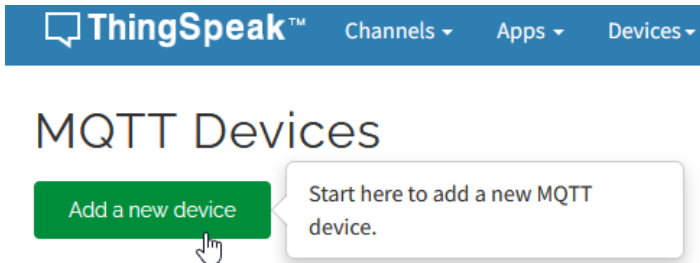 ThingSpeak™ Channels Apps Devices
MQTT Devices
Add a new device
Start here to add a new MQTT
device.